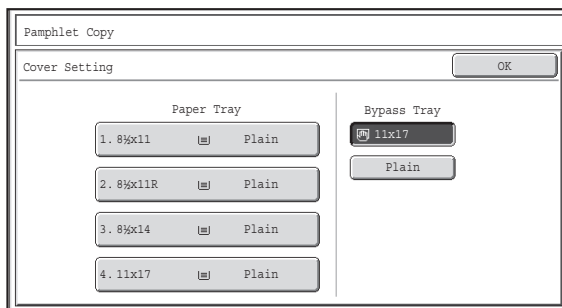 Pamphlet Copy
Cover Setting
OK
Paper Tray
1. 8½x11 Plain
2. 8½x11R Plain
3. 8½x14 Plain
4. 11x17 Plain
Bypass Tray
11x17
Plain